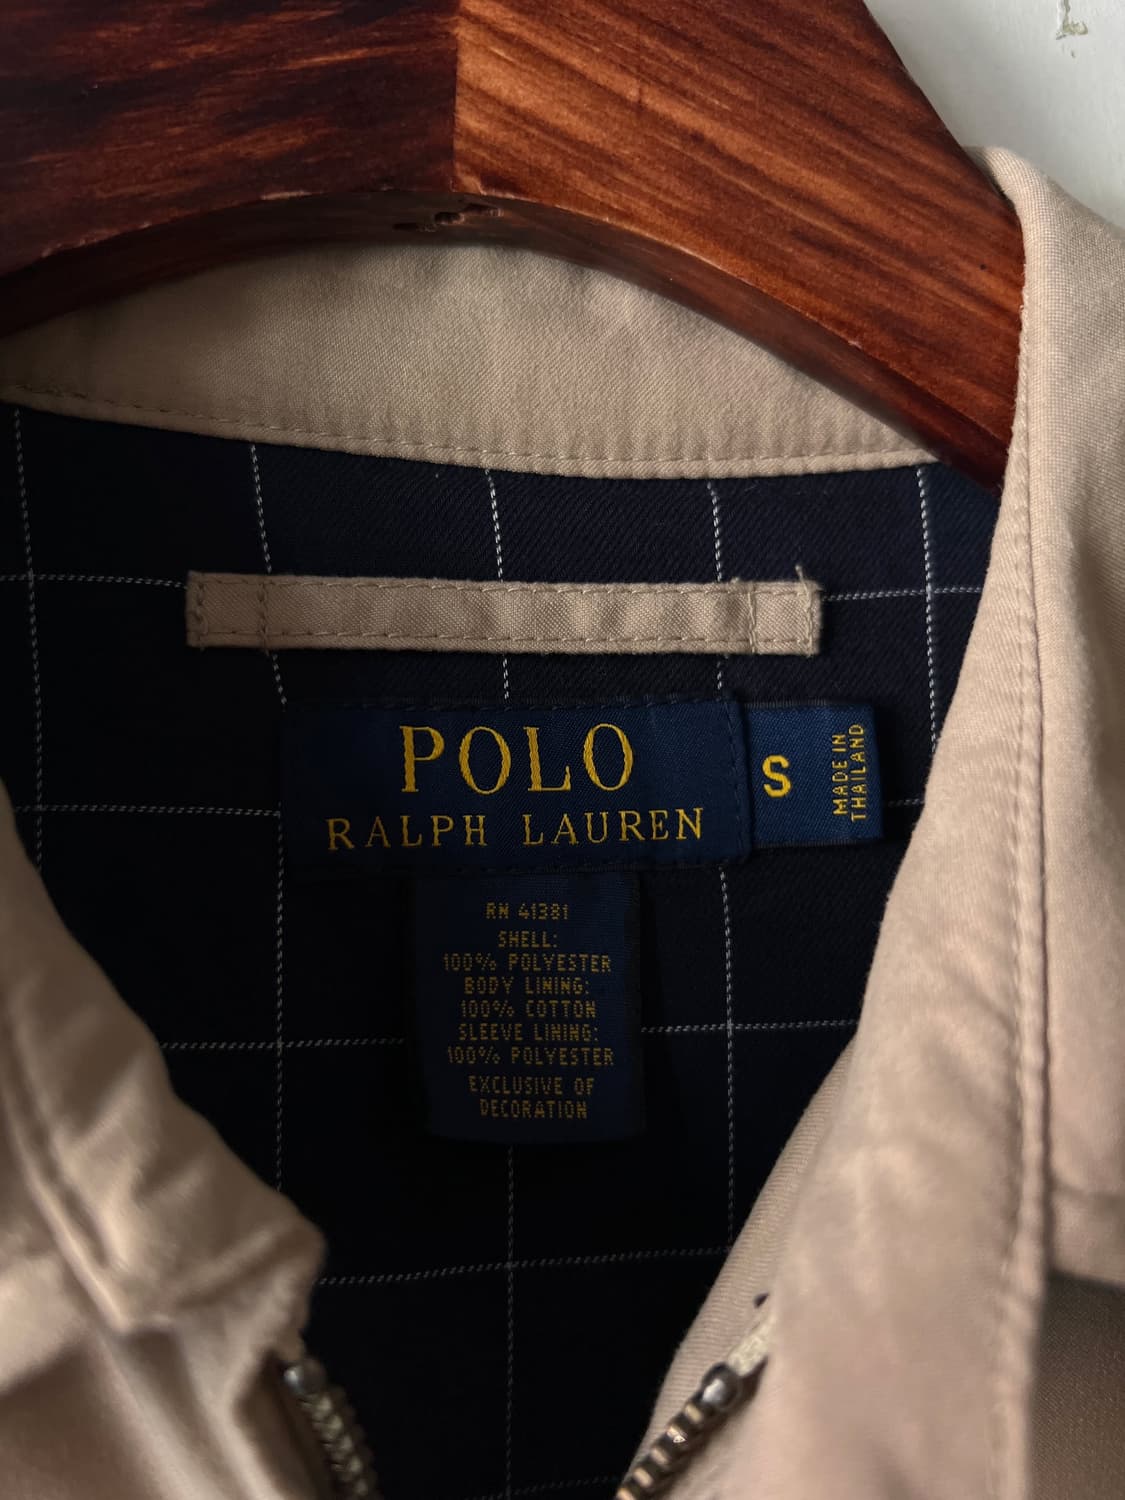 POLO
RALPH LAUREN
S
MADE IN
THAILAND
RN 41381
SHELL:
100% POLYESTER
BODY LINING:
100% COTTON
SLEEVE LINING:
100% POLYESTER
EXCLUSIVE OF
DECORATION